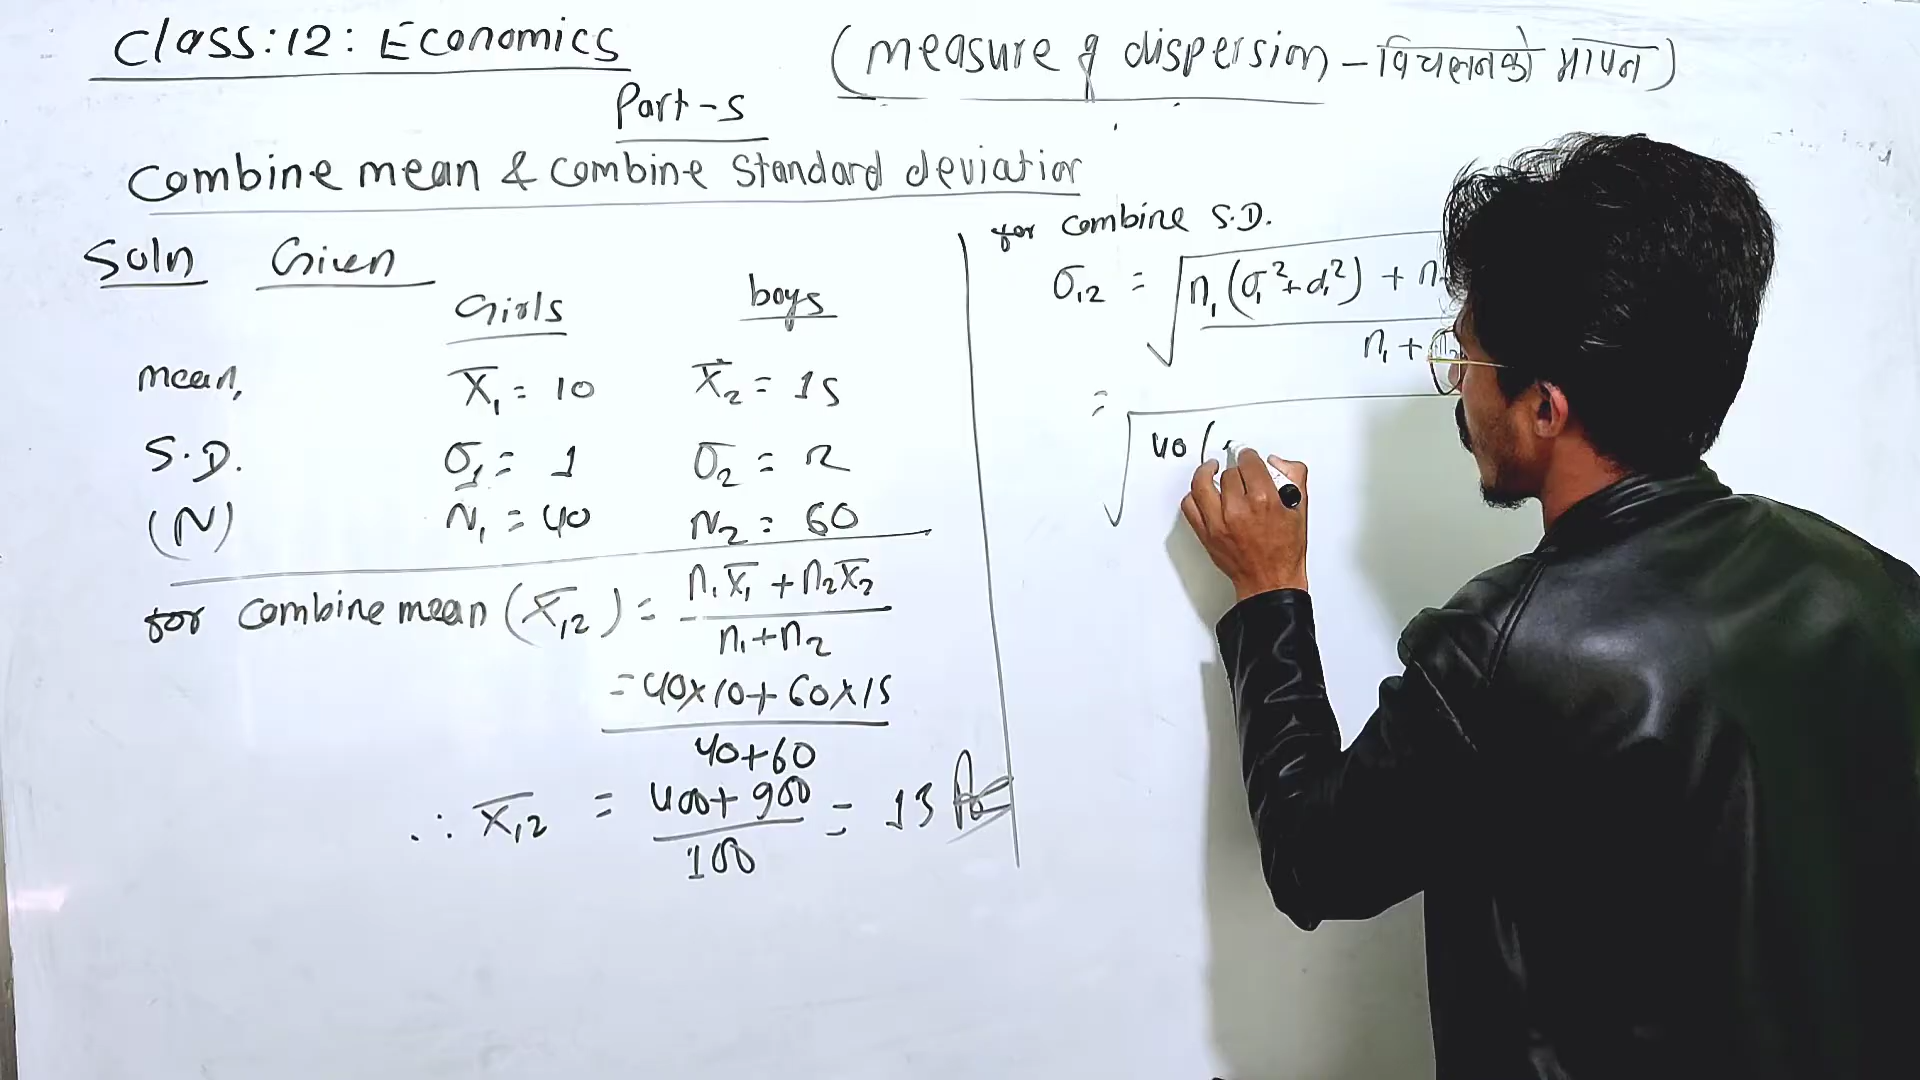 Class:12: Economics
(measure of dispersion - विचलनको मापन)
Part-5
Combine mean & Combine Standard deviation
Soln Given
Girls boys
mean, X̅₁ = 10 X̅₂ = 15
S.D. σ₁ = 1 σ₂ = 2
(N) N₁ = 40 N₂ = 60
for Combine mean (X̅₁₂) = n₁X̅₁ + n₂X̅₂
n₁+n₂
= 40×10+60×15
40+60
∴ X̅₁₂ = 400+900 = 13
100
for Combine S.D.
σ₁₂ = √n₁(σ₁²+d₁²) + n
n₁ + n₂
= √40(